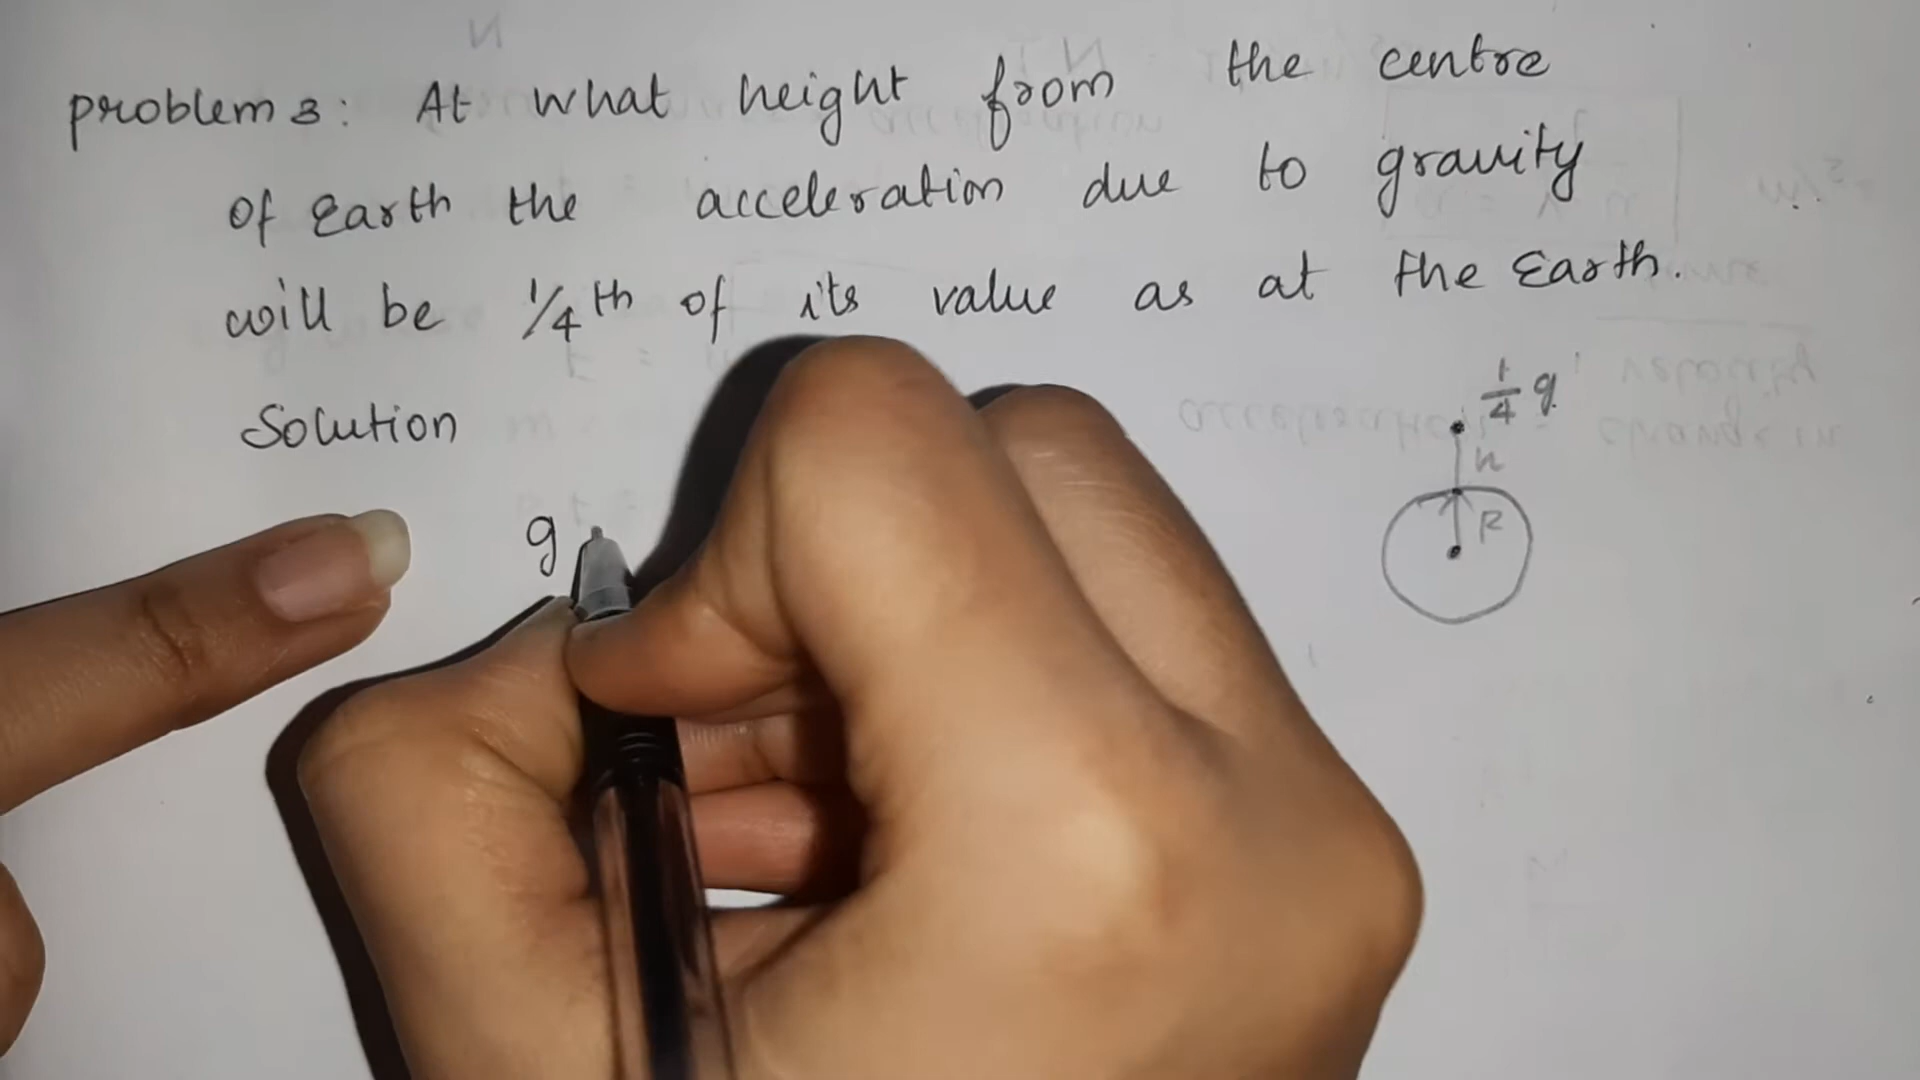 problem 3: At what height from the centre
of Earth the acceleration due to gravity
will be 1/4th of its value as at the Earth.
Solution
1/4 g
h
g
R